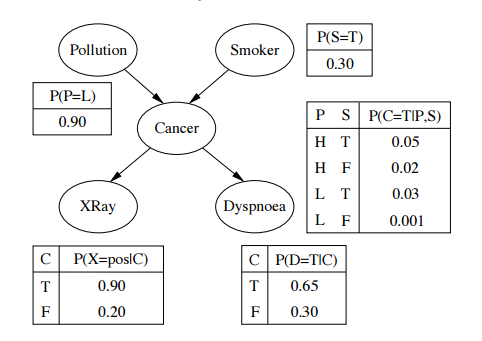 Pollution
Smoker
P(S=T)
0.30
P(P=L)
0.90
Cancer
P S P(C=T|P,S)
H T 0.05
H F 0.02
L T 0.03
L F 0.001
XRay
Dyspnoea
C P(X=pos|C)
T 0.90
F 0.20
C P(D=T|C)
T 0.65
F 0.30